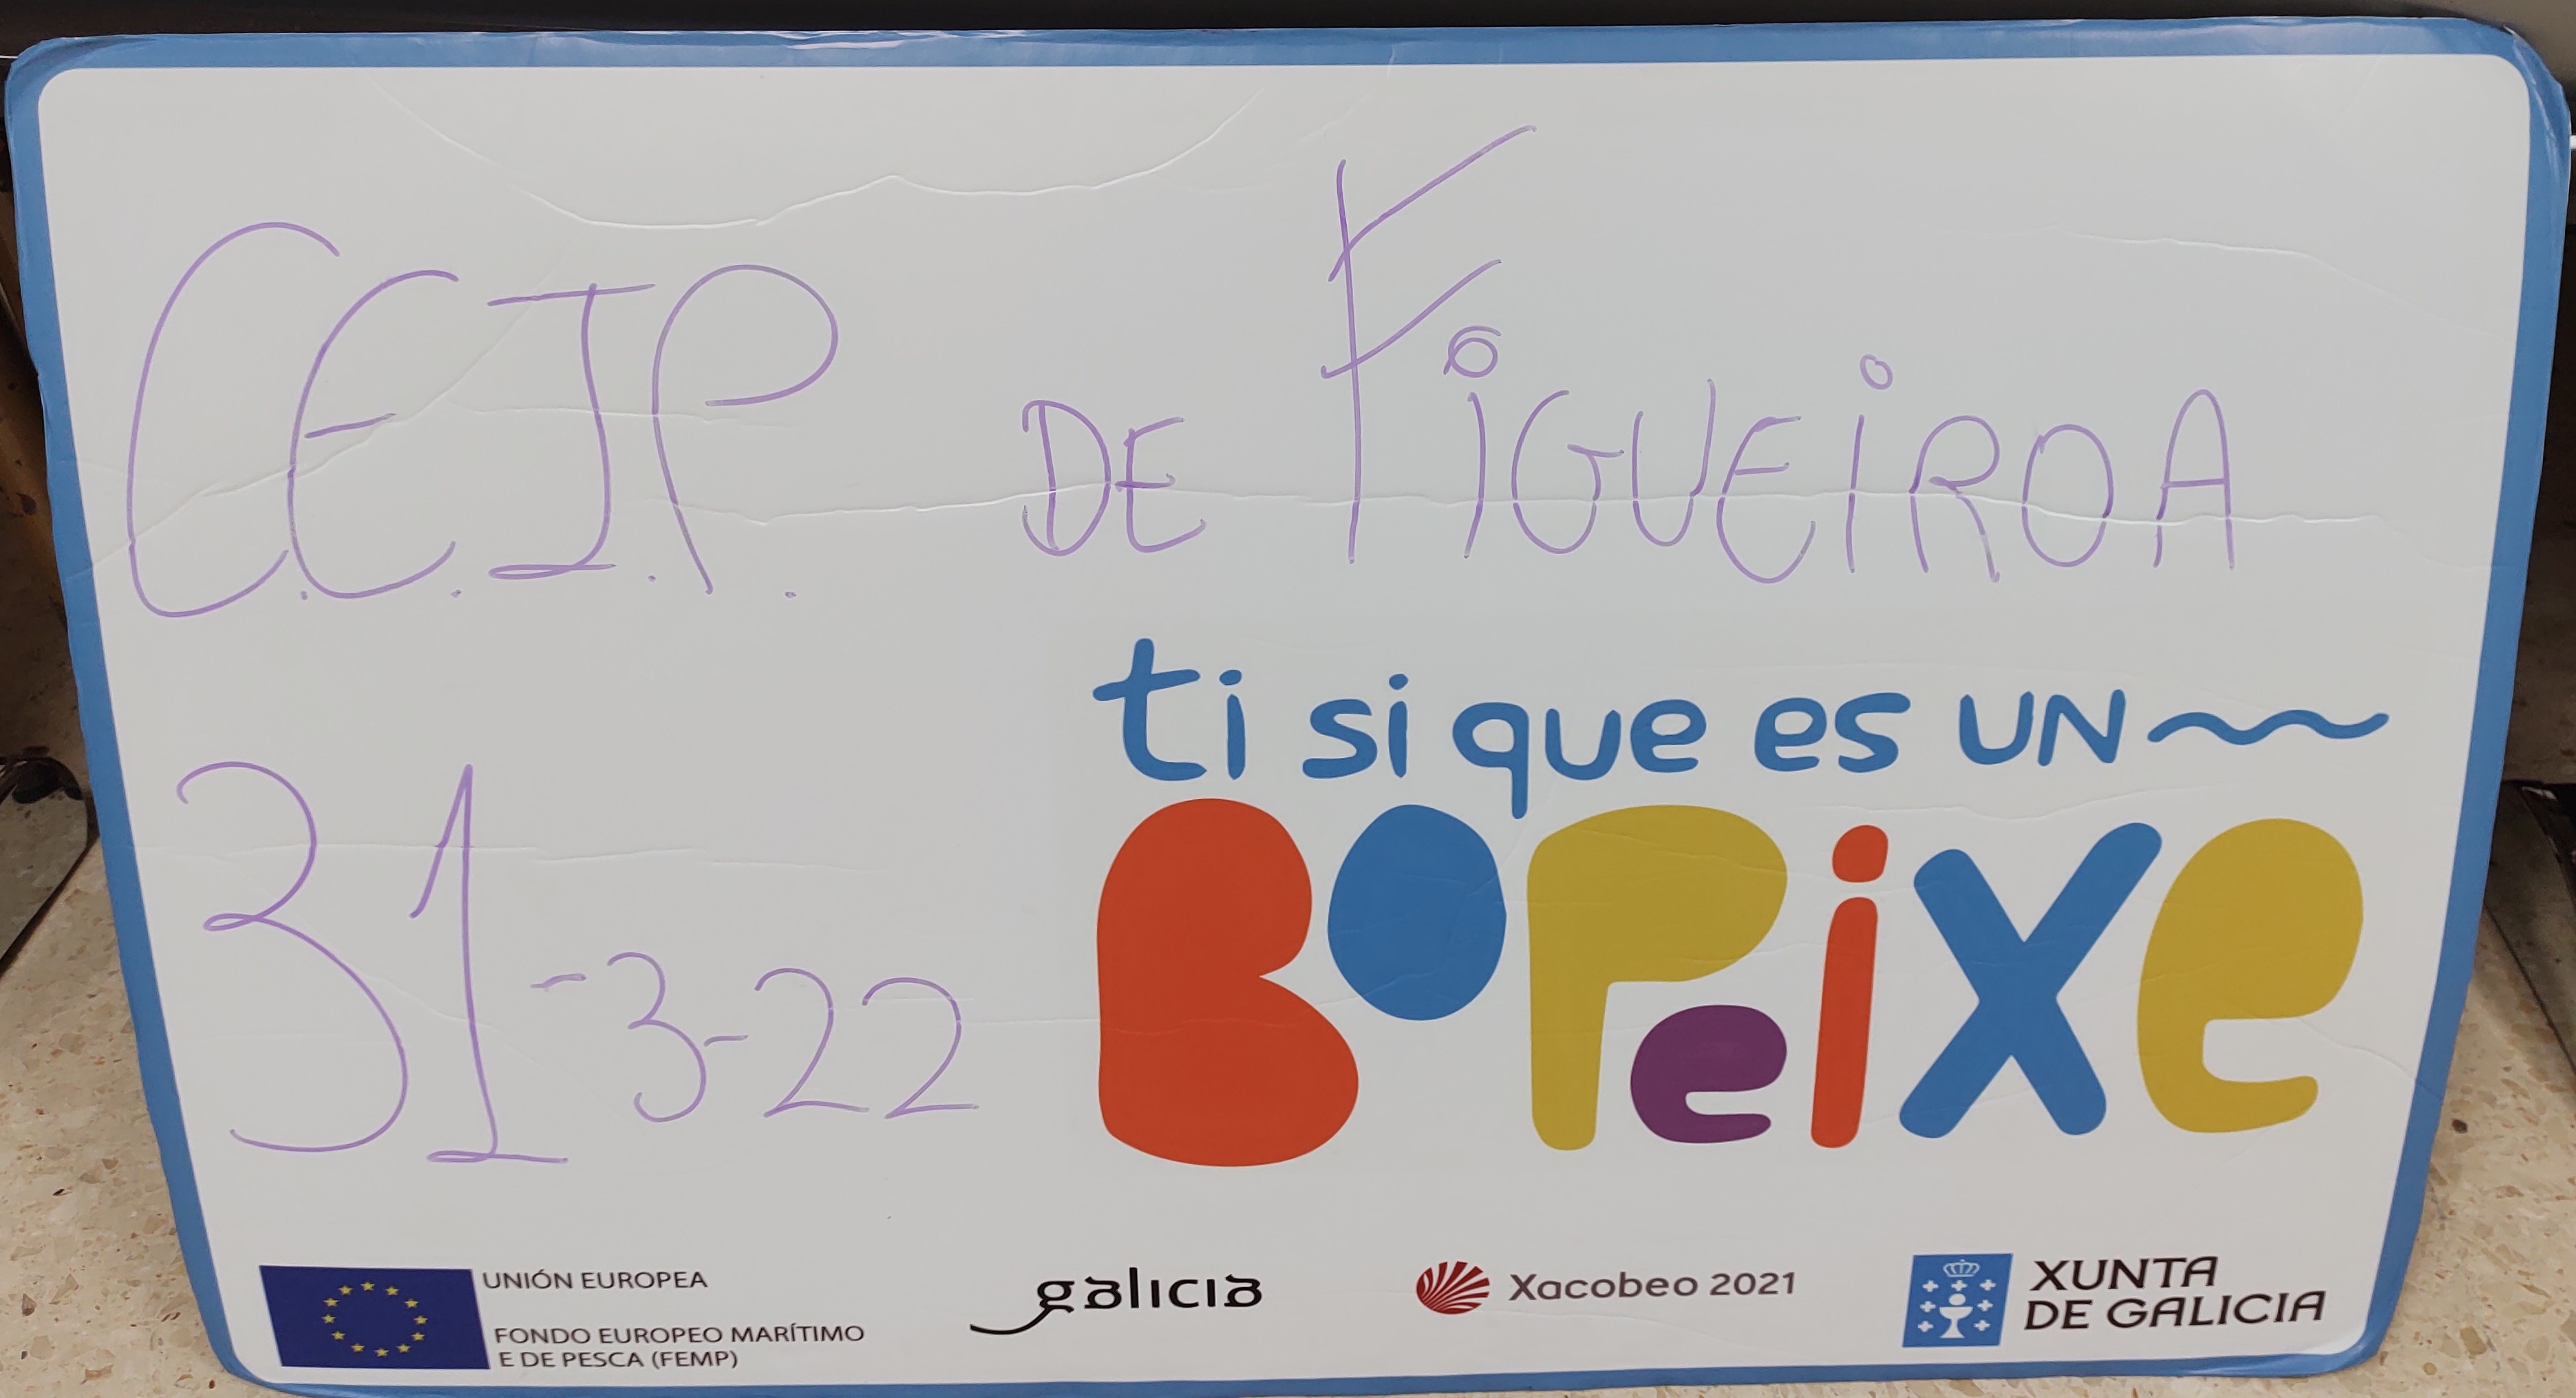 C.E.I.P. DE FiGUEiROA
31-3-22
ti si que es UN
BOPeiXe
UNIÓN EUROPEA
FONDO EUROPEO MARÍTIMO
E DE PESCA (FEMP)
galicia
Xacobeo 2021
XUNTA
DE GALICIA